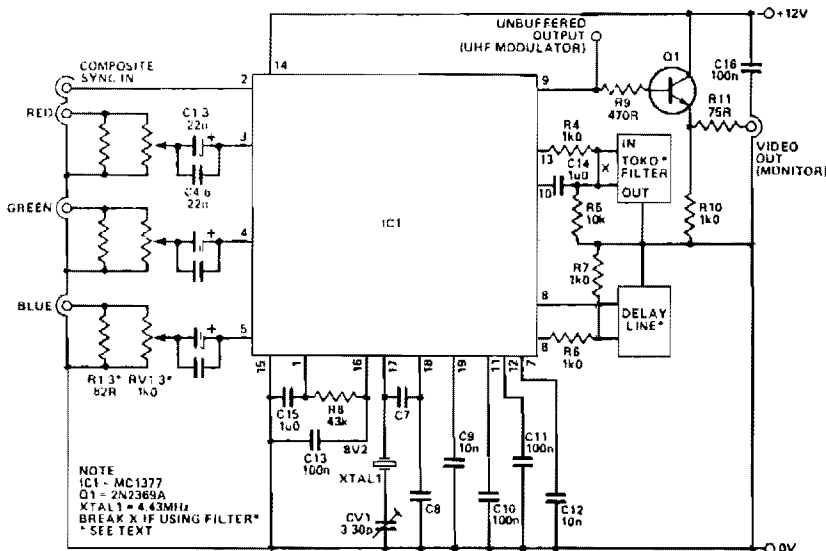 COMPOSITE
SYNC IN
RED
GREEN
BLUE
14
2
3
4
5
C1.3
22n
C4.6
22n
R1.3*
82R
RV1.3*
1k0
IC1
UNBUFFERED
OUTPUT
(UHF MODULATOR)
9
R9
470R
Q1
+12V
C16
100n
R11
75R
VIDEO
OUT
(MONITOR)
R4
1k0
13
C14
1u0
X
10
IN
TOKO*
FILTER
OUT
R5
10k
R10
1k0
R7
1k0
8
DELAY
LINE*
8
R6
1k0
15
1
16
17
18
19
11
12
7
C15
1u0
R8
43k
C13
100n
8V2
C7
XTAL1
CV1
3.30p
C8
C9
10n
C10
100n
C11
100n
C12
10n
NOTE
IC1 = MC1377
Q1 = 2N2369A
XTAL1 = 4.43MHz
BREAK X IF USING FILTER*
* SEE TEXT
0V